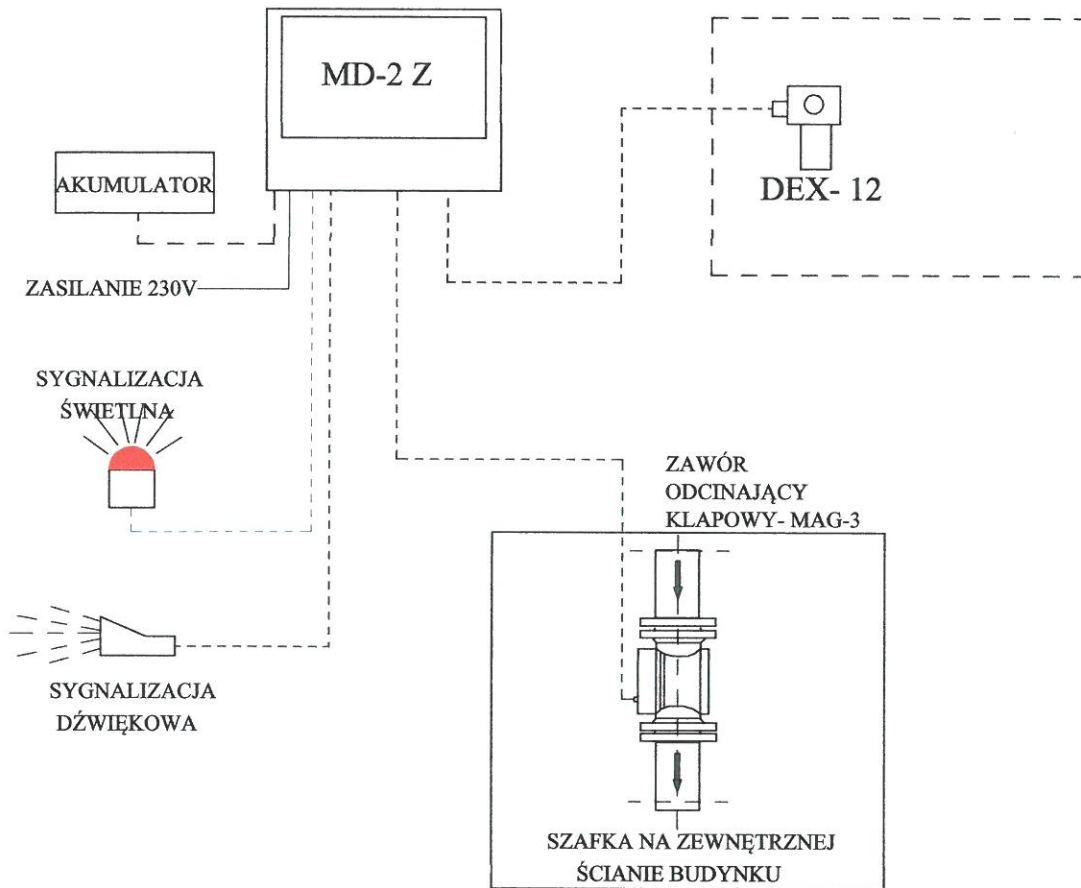 MD-2 Z
AKUMULATOR
DEX- 12
ZASILANIE 230V
SYGNALIZACJA
ŚWIETLNA
ZAWÓR
ODCINAJĄCY
KLAPOWY- MAG-3
SYGNALIZACJA
DŹWIĘKOWA
SZAFKA NA ZEWNĘTRZNEJ
ŚCIANIE BUDYNKU